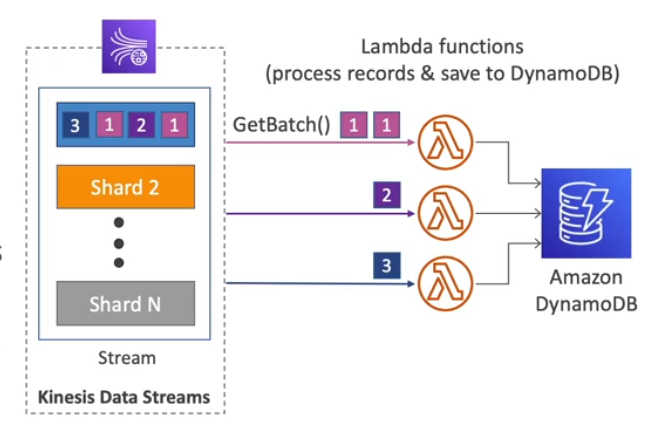 Lambda functions
(process records & save to DynamoDB)
3 1 2 1
GetBatch() 1 1
Shard 2
2
3
Shard N
Stream
Kinesis Data Streams
Amazon
DynamoDB
s